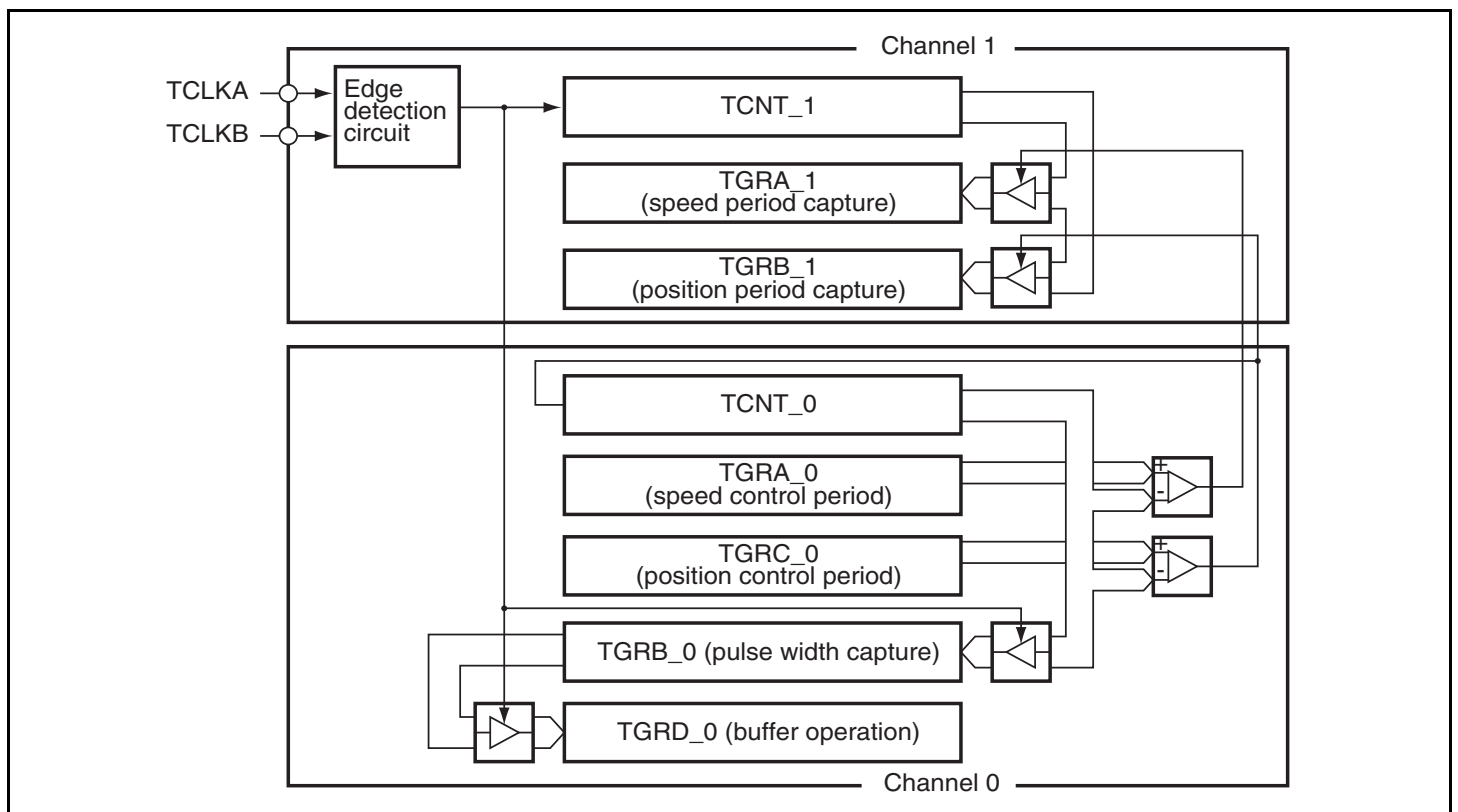 Channel 1
TCLKA
TCLKB
Edge
detection
circuit
TCNT_1
TGRA_1
(speed period capture)
TGRB_1
(position period capture)
TCNT_0
TGRA_0
(speed control period)
+
-
TGRC_0
(position control period)
+
-
TGRB_0 (pulse width capture)
TGRD_0 (buffer operation)
Channel 0